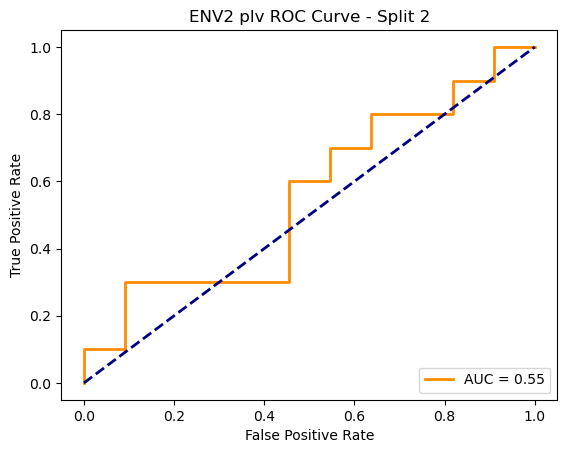 ENV2 plv ROC Curve - Split 2
True Positive Rate
1.0
0.8
0.6
0.4
0.2
0.0
AUC = 0.55
0.0 0.2 0.4 0.6 0.8 1.0
False Positive Rate